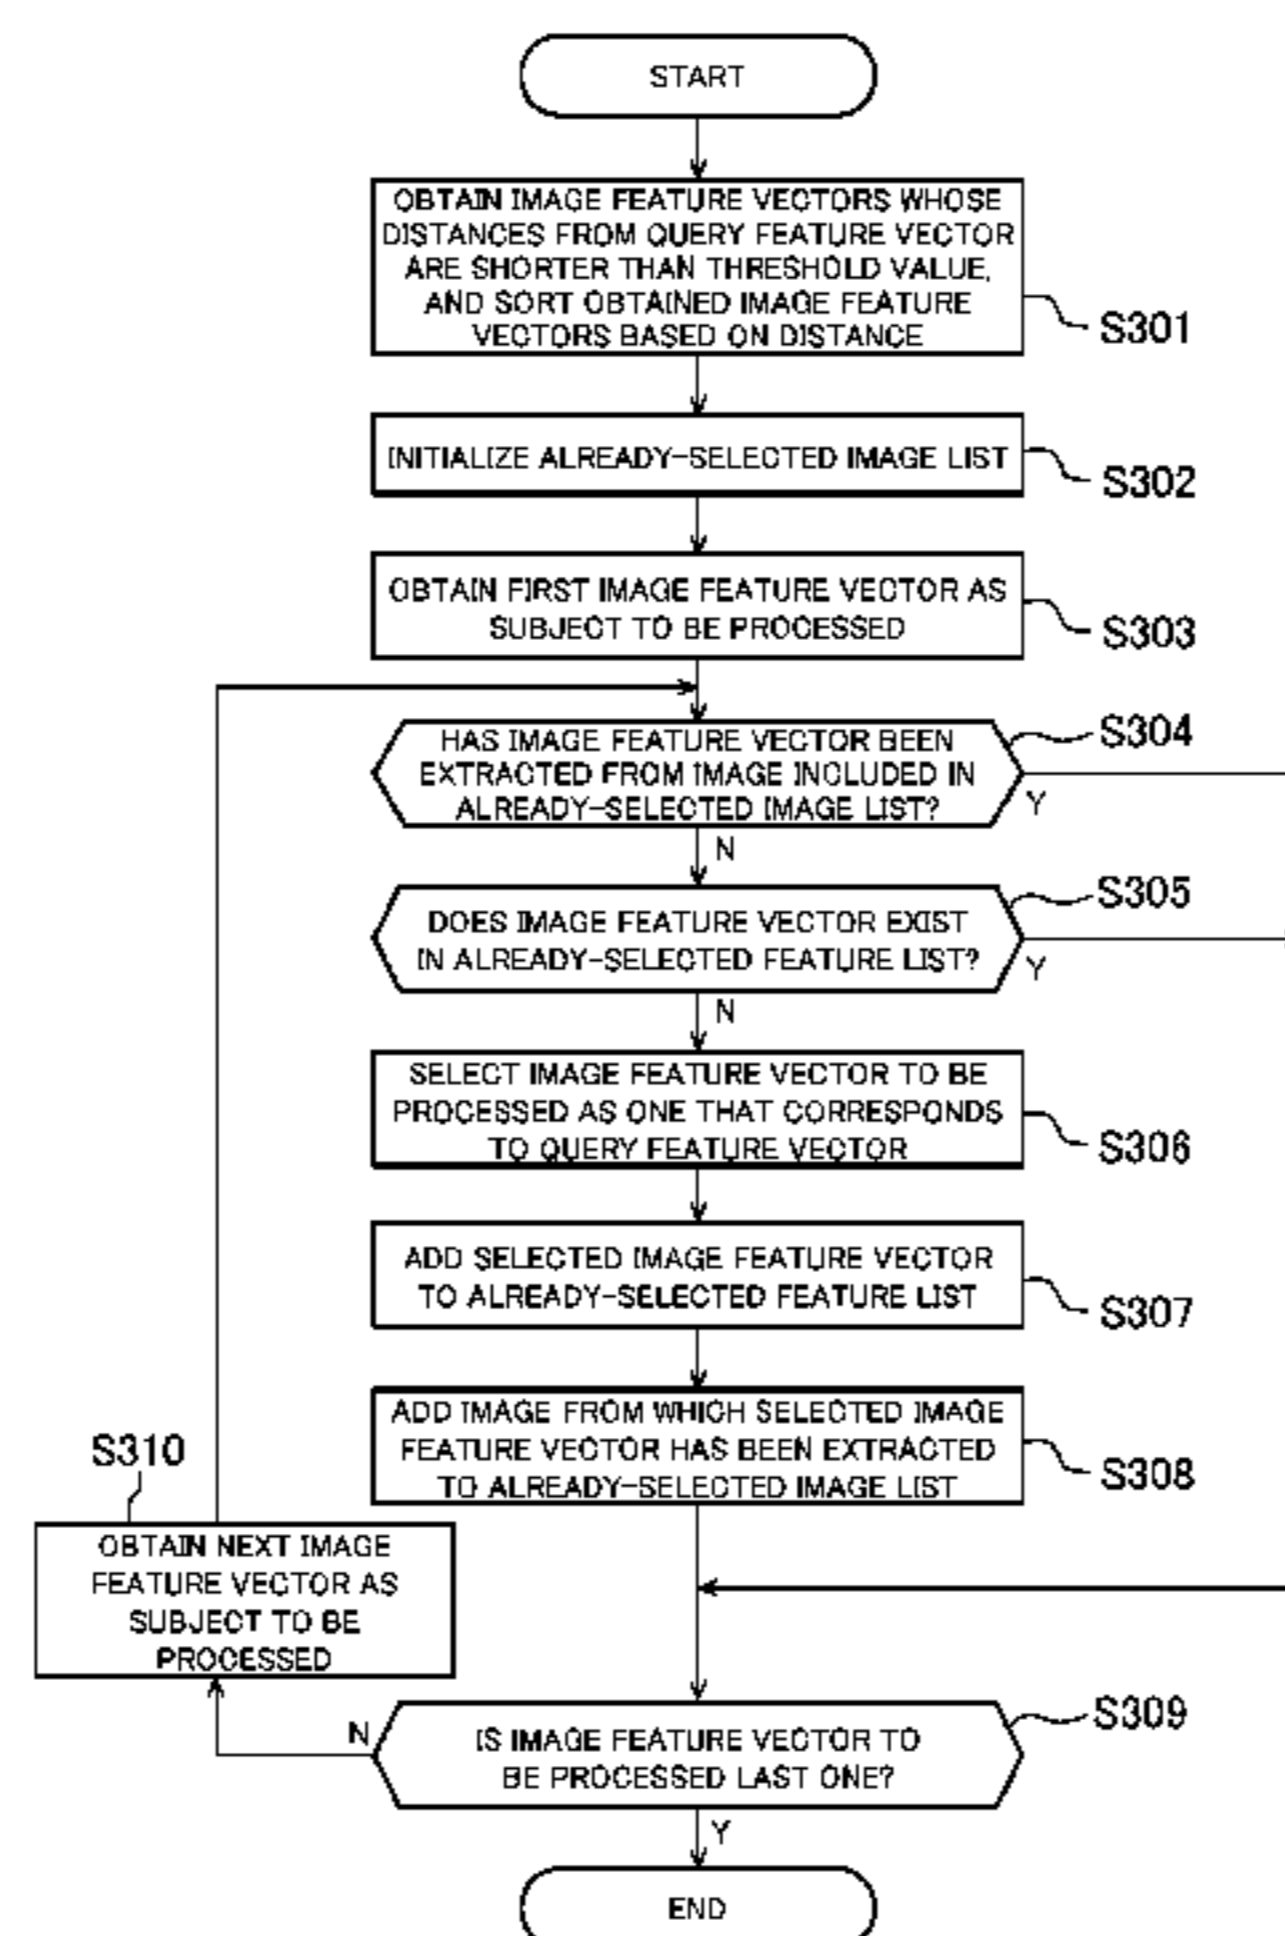 START
OBTAIN IMAGE FEATURE VECTORS WHOSE
DISTANCES FROM QUERY FEATURE VECTOR
ARE SHORTER THAN THRESHOLD VALUE,
AND SORT OBTAINED IMAGE FEATURE
VECTORS BASED ON DISTANCE
S301
INITIALIZE ALREADY-SELECTED IMAGE LIST
S302
OBTAIN FIRST IMAGE FEATURE VECTOR AS
SUBJECT TO BE PROCESSED
S303
HAS IMAGE FEATURE VECTOR BEEN
EXTRACTED FROM IMAGE INCLUDED IN
ALREADY-SELECTED IMAGE LIST?
S304
Y
N
DOES IMAGE FEATURE VECTOR EXIST
IN ALREADY-SELECTED FEATURE LIST?
S305
Y
N
SELECT IMAGE FEATURE VECTOR TO BE
PROCESSED AS ONE THAT CORRESPONDS
TO QUERY FEATURE VECTOR
S306
ADD SELECTED IMAGE FEATURE VECTOR
TO ALREADY-SELECTED FEATURE LIST
S307
ADD IMAGE FROM WHICH SELECTED IMAGE
FEATURE VECTOR HAS BEEN EXTRACTED
TO ALREADY-SELECTED IMAGE LIST
S308
S310
OBTAIN NEXT IMAGE
FEATURE VECTOR AS
SUBJECT TO BE
PROCESSED
N
IS IMAGE FEATURE VECTOR TO
BE PROCESSED LAST ONE?
S309
Y
END